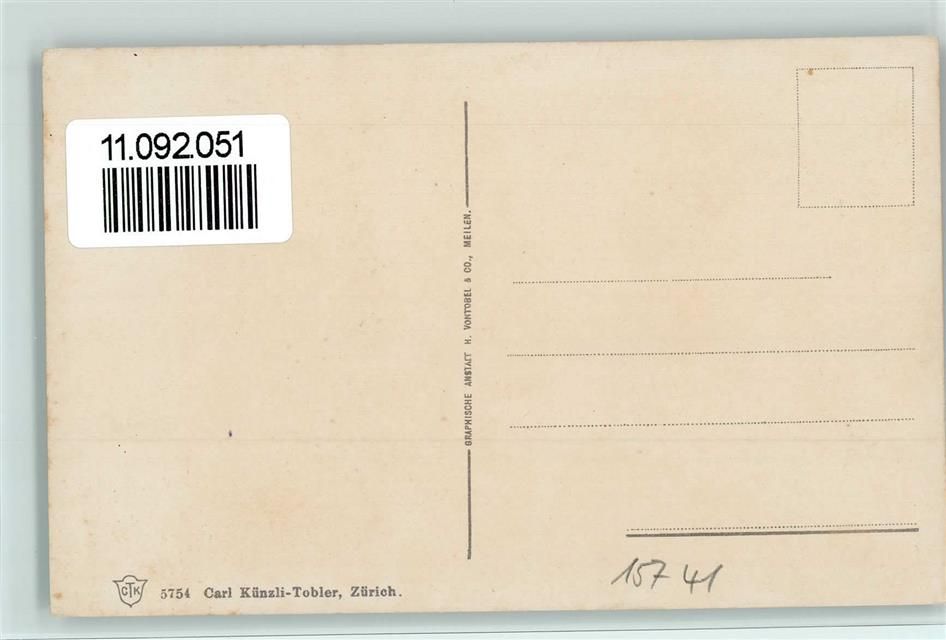 11.092.051
GRAPHISCHE ANSTALT H. VONTOBEL & CO., MEILEN.
CTK 5754 Carl Künzli-Tobler, Zürich.
157 41